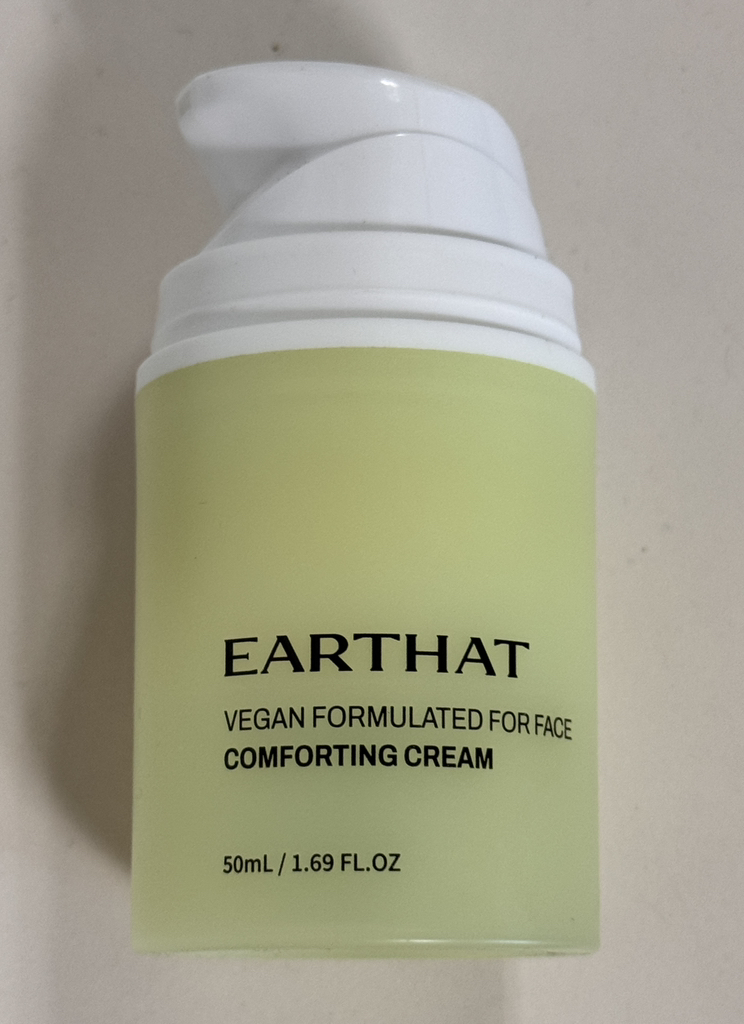 EARTHAT
VEGAN FORMULATED FOR FACE
COMFORTING CREAM
50mL / 1.69 FL.OZ